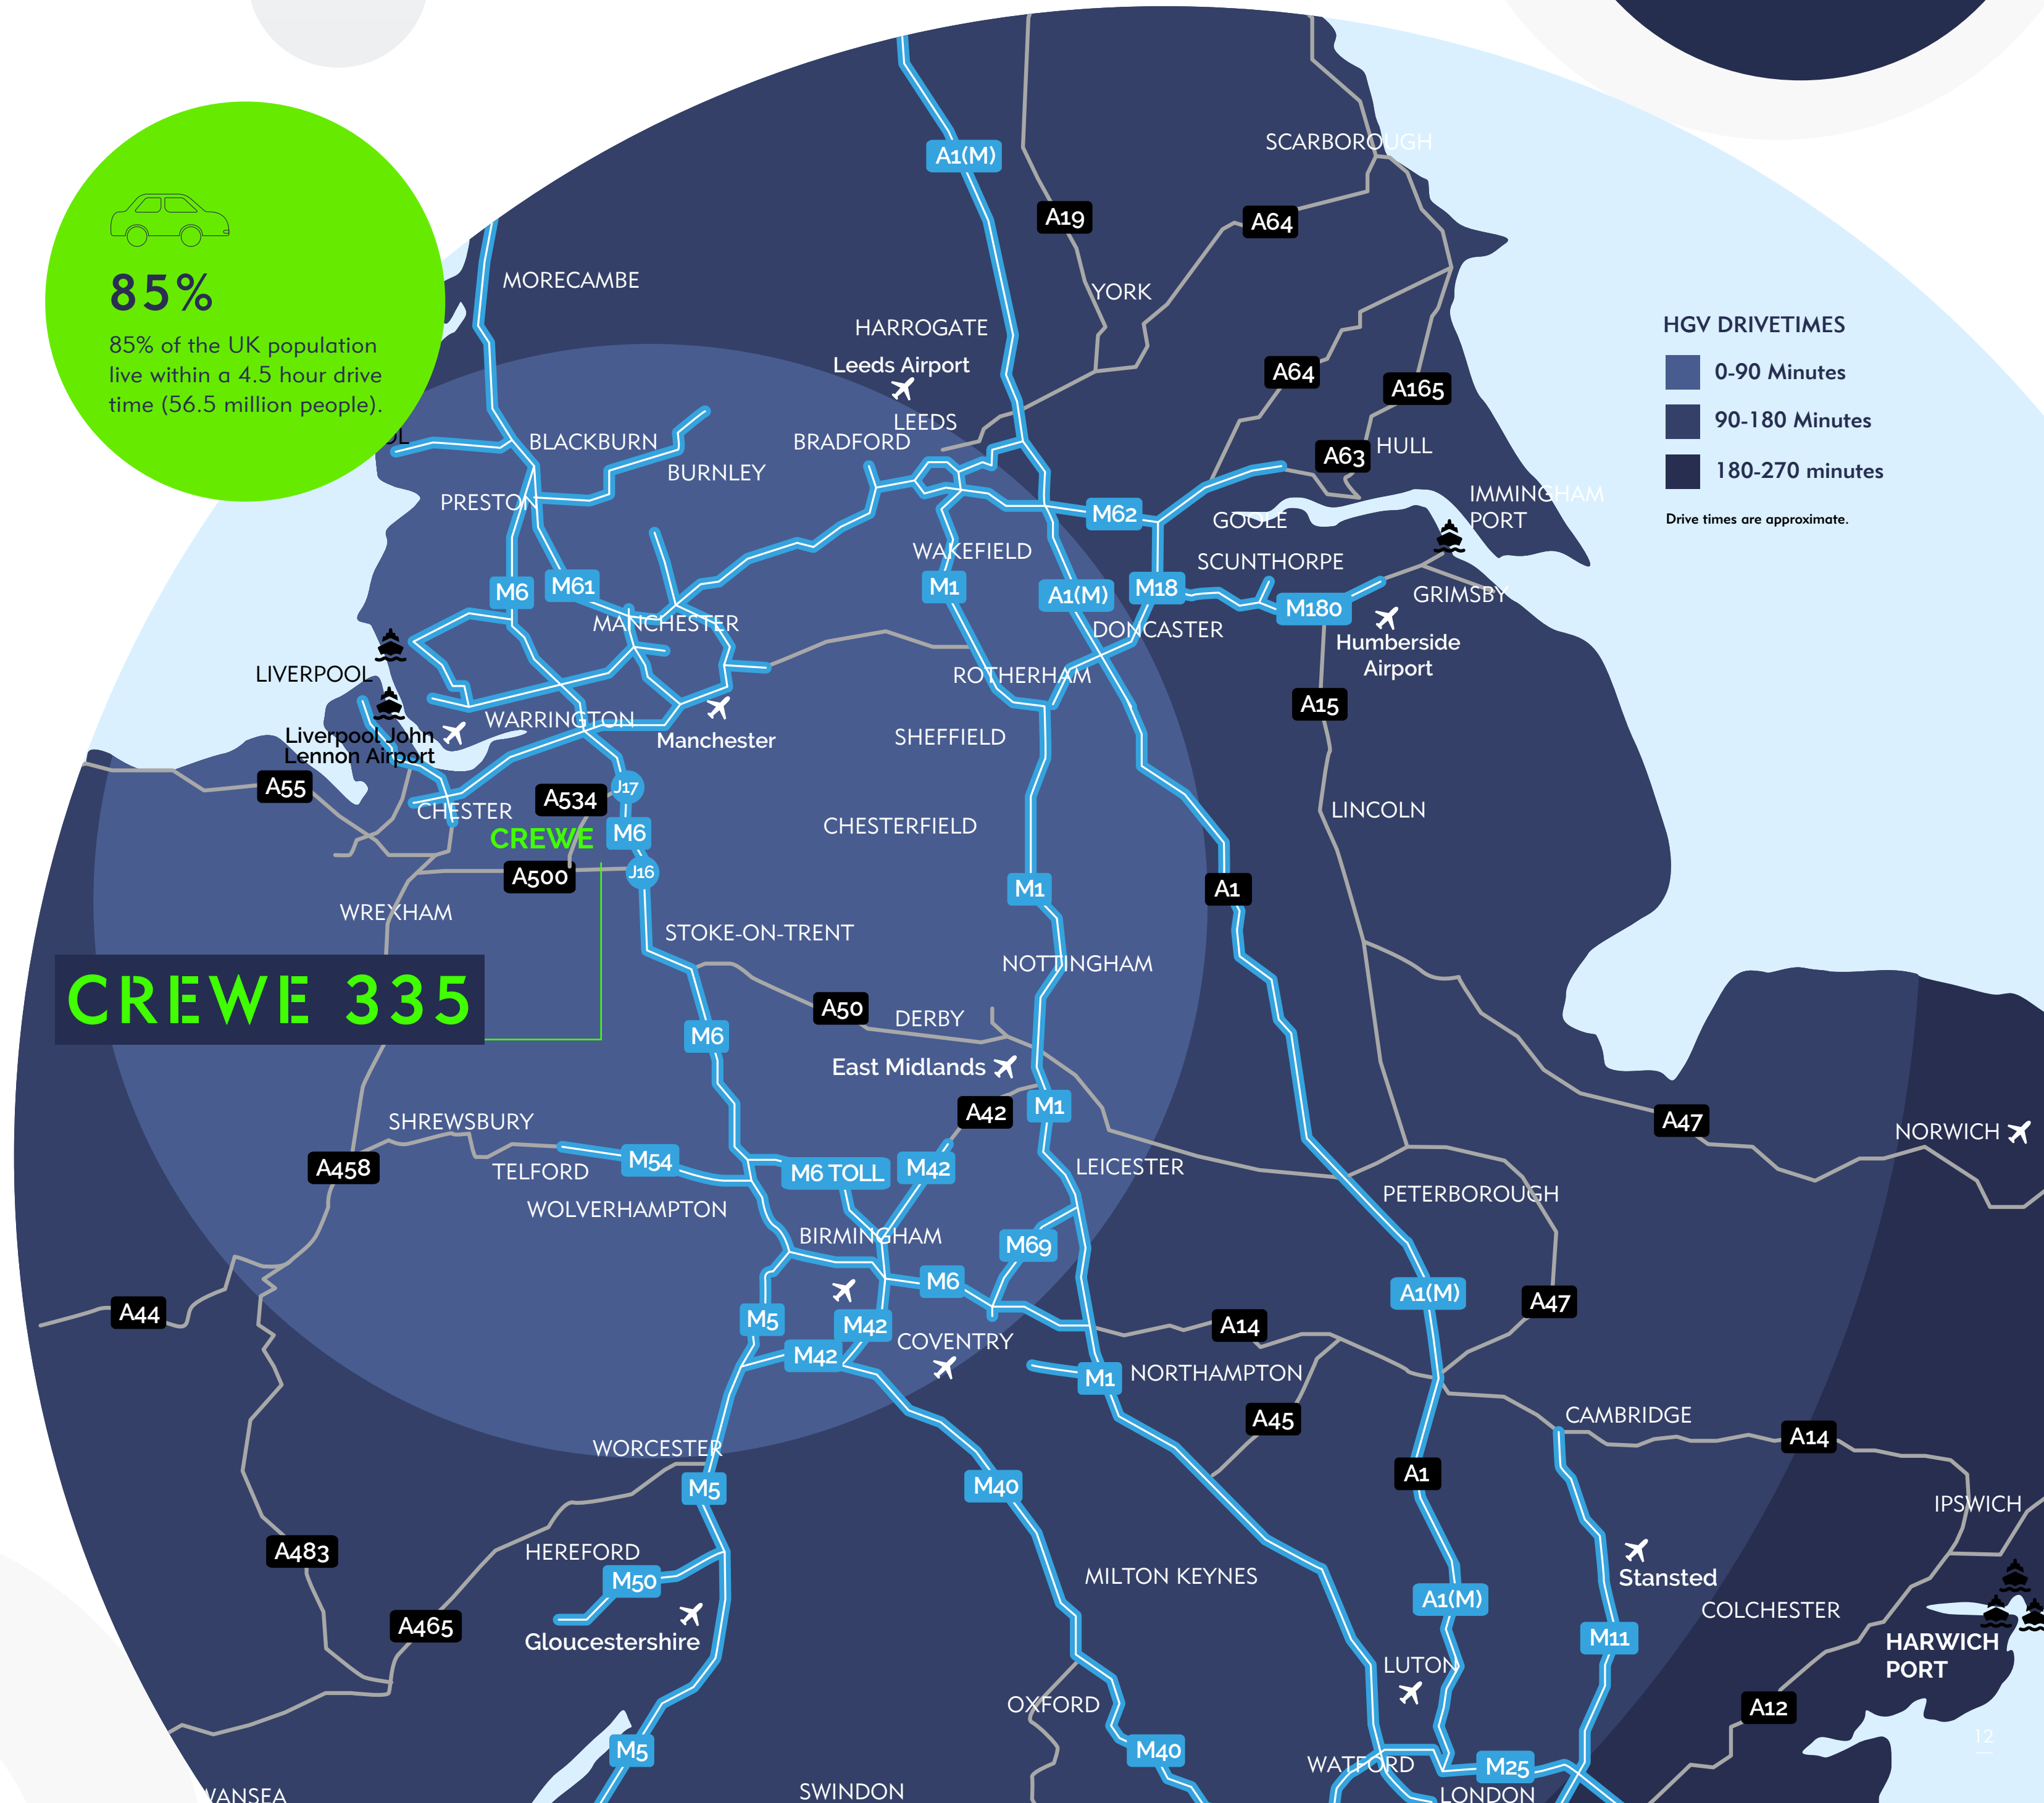 85%
85% of the UK population
live within a 4.5 hour drive
time (56.5 million people).
HGV DRIVETIMES
0-90 Minutes
90-180 Minutes
180-270 minutes
Drive times are approximate.
A1(M)
SCARBOROUGH
A19
A64
MORECAMBE
YORK
HARROGATE
Leeds Airport
A64
A165
LEEDS
BLACKBURN
BRADFORD
HULL
A63
BURNLEY
PRESTON
IMMINGHAM
PORT
M62
GOOLE
WAKEFIELD
SCUNTHORPE
M6
M61
M1
A1(M)
M18
GRIMSBY
M180
MANCHESTER
DONCASTER
Humberside
Airport
LIVERPOOL
ROTHERHAM
A15
WARRINGTON
Liverpool John
Lennon Airport
Manchester
SHEFFIELD
A55
J17
A534
CHESTER
LINCOLN
CREWE
M6
CHESTERFIELD
A500
J16
M1
A1
WREXHAM
STOKE-ON-TRENT
NOTTINGHAM
CREWE 335
A50
DERBY
M6
East Midlands
A42
M1
SHREWSBURY
A47
NORWICH
A458
M54
TELFORD
M6 TOLL
M42
LEICESTER
PETERBOROUGH
WOLVERHAMPTON
BIRMINGHAM
M69
M6
A1(M)
A47
A44
M5
M42
A14
COVENTRY
M42
M1
NORTHAMPTON
A45
CAMBRIDGE
A14
WORCESTER
A1
M5
M40
IPSWICH
A483
HEREFORD
M50
MILTON KEYNES
Stansted
A1(M)
COLCHESTER
A465
Gloucestershire
M11
HARWICH
PORT
LUTON
OXFORD
A12
12
M5
M40
WATFORD
M25
SWINDON
LONDON